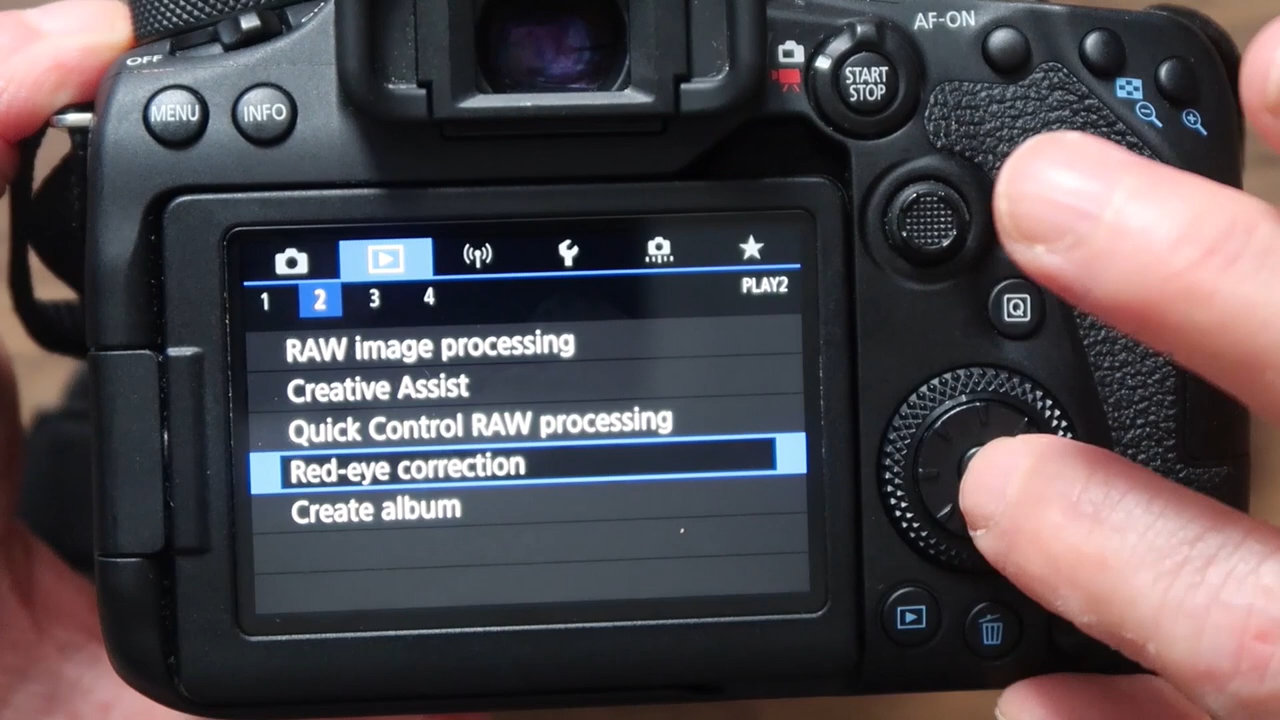 AF-ON
OFF
MENU
INFO
START
STOP
PLAY2
1 2 3 4
RAW image processing
Creative Assist
Quick Control RAW processing
Red-eye correction
Create album
Q